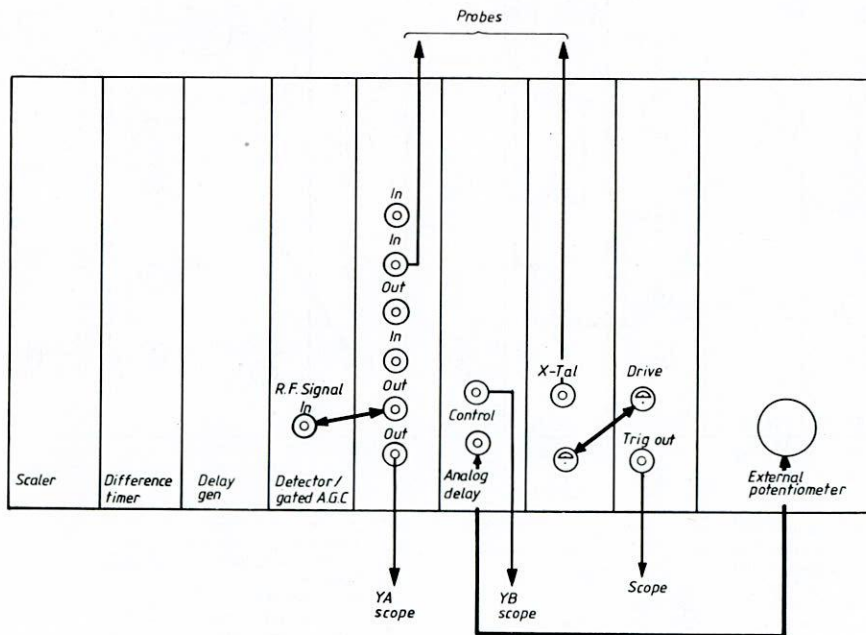 Probes
In
In
Out
In
Out
Out
R.F. Signal
In
Control
X-Tal
Drive
Trig out
Scaler
Difference
timer
Delay
gen
Detector/
gated A.G.C
Analog
delay
External
potentiometer
YA
scope
YB
scope
Scope